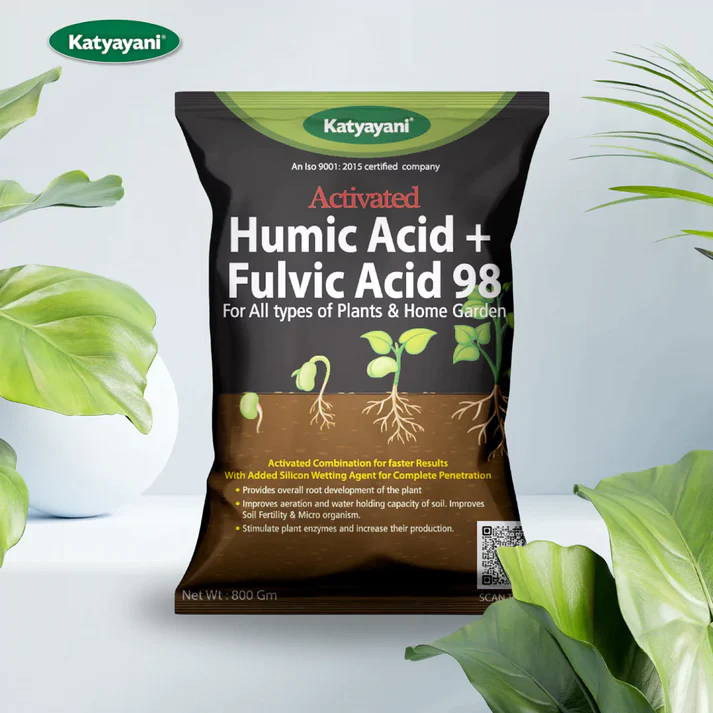 Katyayani®
Katyayani®
An Iso 9001: 2015 certified company
Activated
Humic Acid +
Fulvic Acid 98
For All types of Plants & Home Garden
Activated Combination for faster Results
With Added Silicon Wetting Agent for Complete Penetration
• Provides overall root development of the plant
• Improves aeration and water holding capacity of soil. Improves
Soil Fertility & Micro organism.
• Stimulate plant enzymes and increase their production.
Net Wt : 800 Gm
SCAN